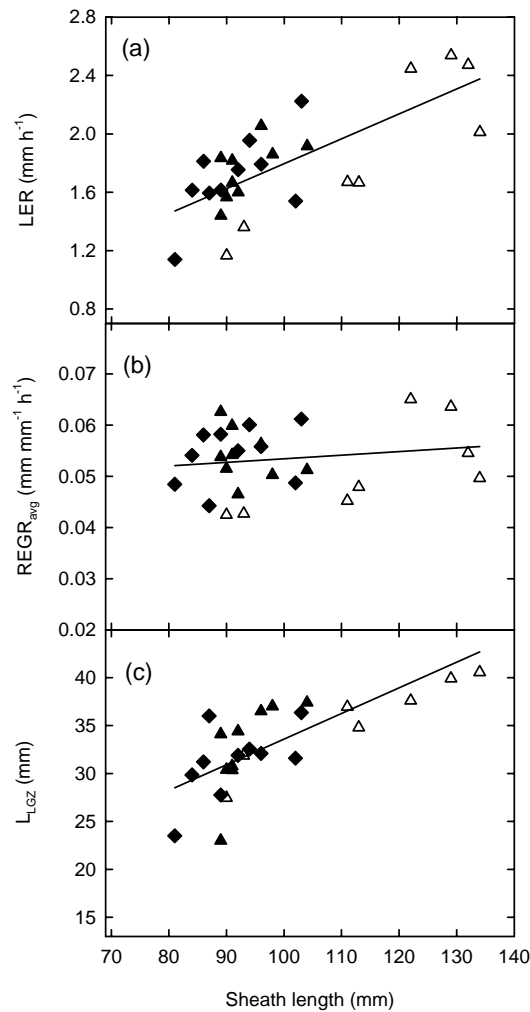 (a)
2.8
2.4
2.0
1.6
1.2
0.8
LER (mm h⁻¹)
(b)
0.07
0.06
0.05
0.04
0.03
0.02
REGRavg (mm mm⁻¹ h⁻¹)
(c)
40
35
30
25
20
15
LLGZ (mm)
70 80 90 100 110 120 130 140
Sheath length (mm)